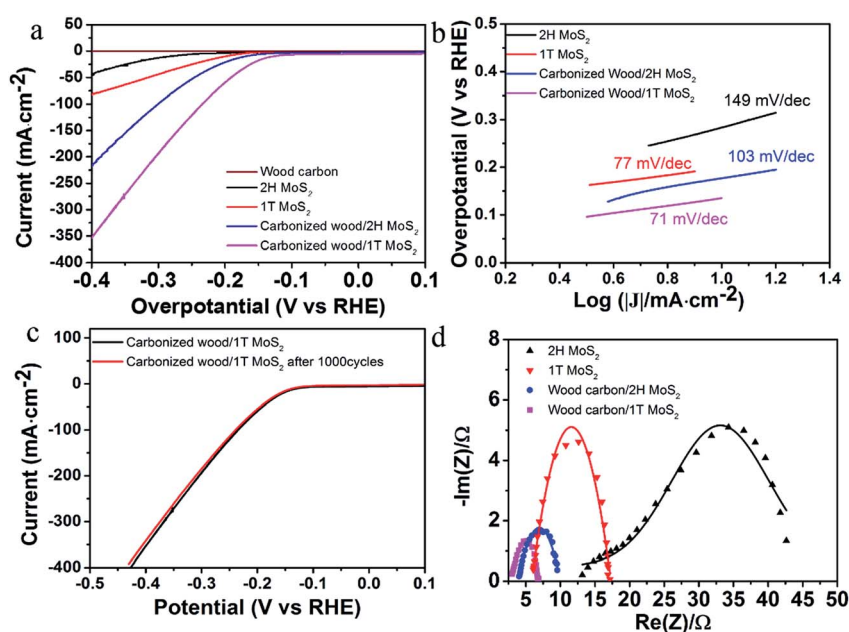 a
0
-50
-100
-150
-200
-250
-300
-350
-400
Current (mA·cm-2)
Wood carbon
2H MoS2
1T MoS2
Carbonized wood/2H MoS2
Carbonized wood/1T MoS2
-0.4 -0.3 -0.2 -0.1 0.0 0.1
Overpotantial (V vs RHE)
b
0.5
0.4
0.3
0.2
0.1
0.0
Overpotantial (V vs RHE)
2H MoS2
1T MoS2
Carbonized Wood/2H MoS2
Carbonized Wood/1T MoS2
149 mV/dec
77 mV/dec
103 mV/dec
71 mV/dec
0.2 0.4 0.6 0.8 1.0 1.2 1.4
Log (|J|/mA·cm-2)
c
100
0
-100
-200
-300
-400
Current (mA·cm-2)
Carbonized wood/1T MoS2
Carbonized wood/1T MoS2 after 1000cycles
-0.5 -0.4 -0.3 -0.2 -0.1 0.0 0.1
Potential (V vs RHE)
d
8
6
4
2
0
-Im(Z)/Ω
2H MoS2
1T MoS2
Wood carbon/2H MoS2
Wood carbon/1T MoS2
5 10 15 20 25 30 35 40 45 50
Re(Z)/Ω